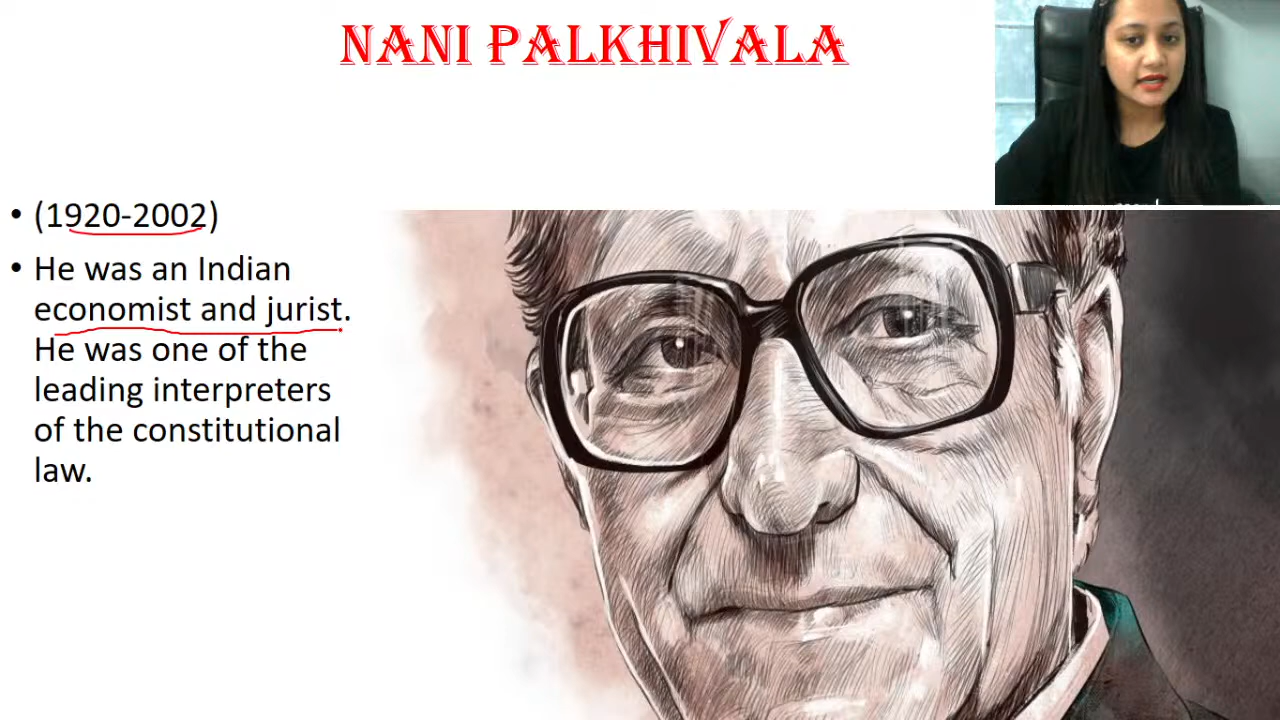 NANI PALKHIVALA
• (1920-2002)
• He was an Indian
economist and jurist.
He was one of the
leading interpreters
of the constitutional
law.